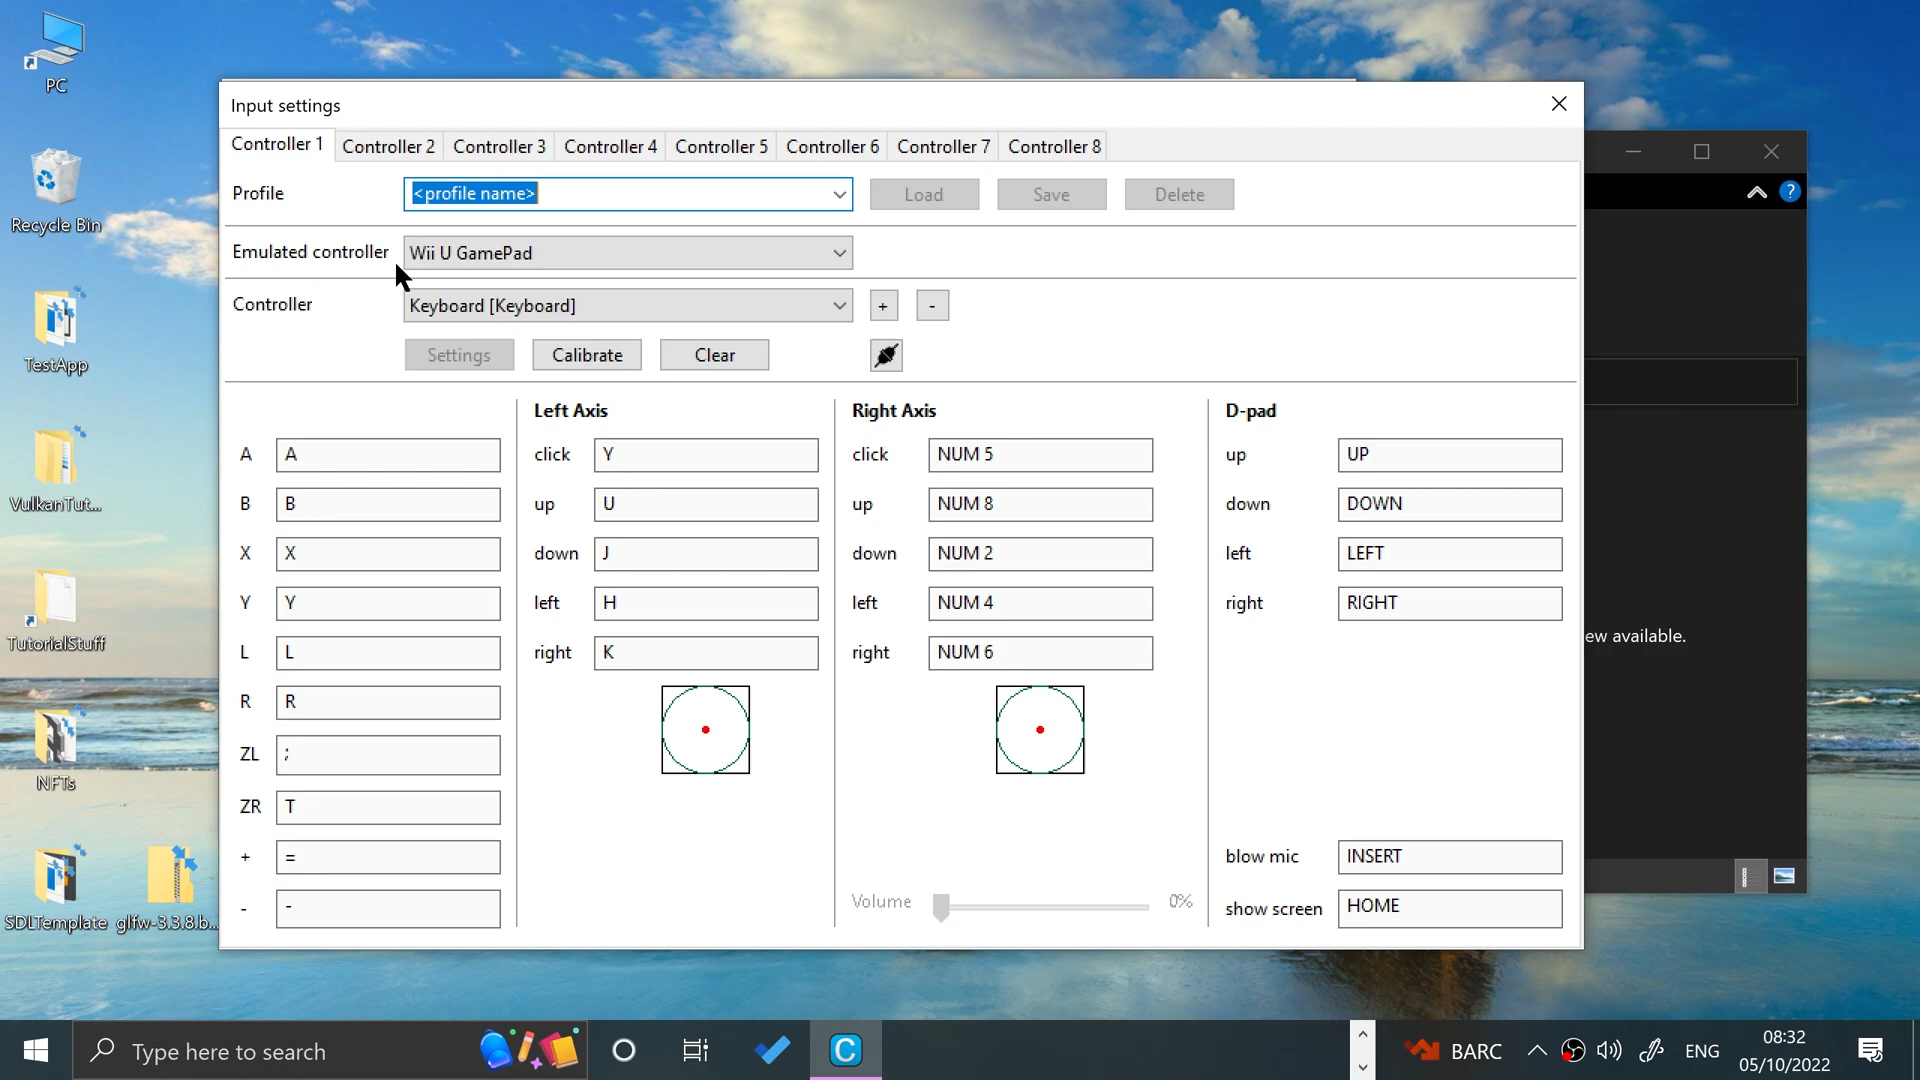 PC
Recycle Bin
TestApp
VulkanTut...
TutorialStuff
NFTs
SDLTemplate
glfw-3.3.8.b...
Input settings
Controller 1 Controller 2 Controller 3 Controller 4 Controller 5 Controller 6 Controller 7 Controller 8
Profile <profile name> Load Save Delete
Emulated controller Wii U GamePad
Controller Keyboard [Keyboard] + -
Settings Calibrate Clear
Left Axis Right Axis D-pad
A A click Y click NUM 5 up UP
B B up U up NUM 8 down DOWN
X X down J down NUM 2 left LEFT
Y Y left H left NUM 4 right RIGHT
L L right K right NUM 6
R R
ZL ;
ZR T
+ = blow mic INSERT
- - Volume 0% show screen HOME
?
ew available.
Type here to search
C
BARC
ENG
08:32
05/10/2022